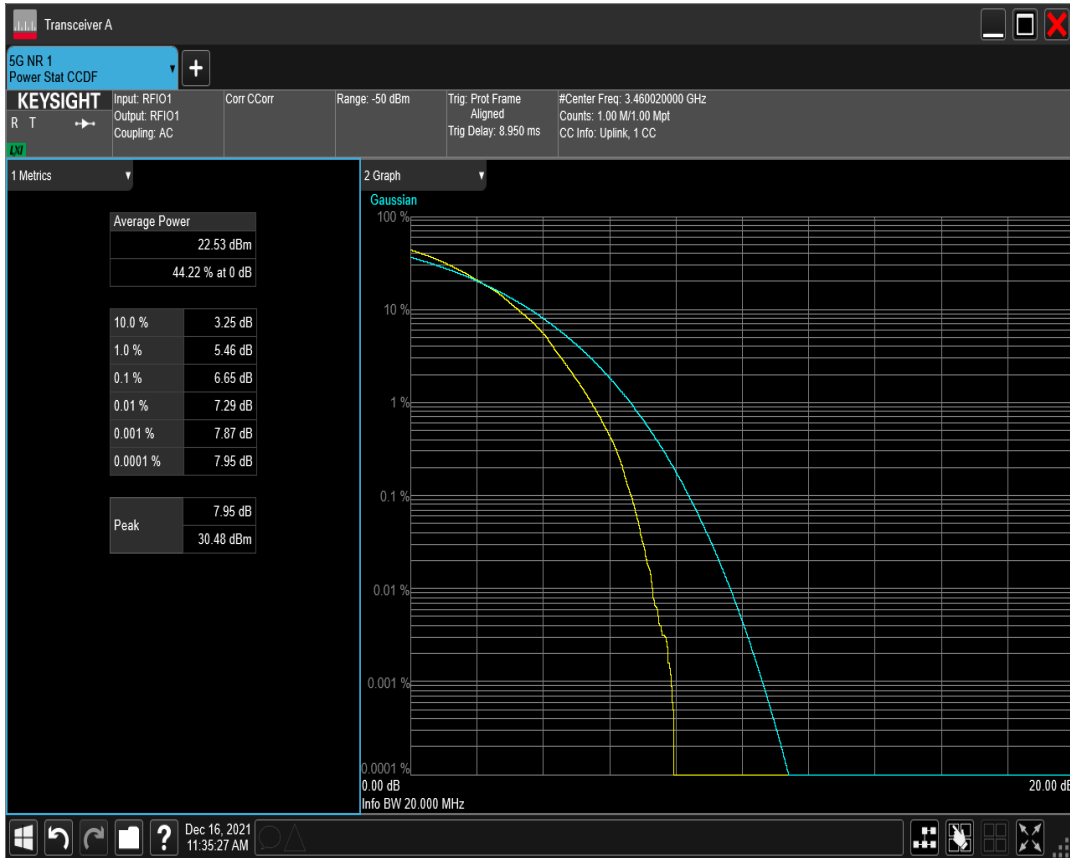 Transceiver A
5G NR 1
Power Stat CCDF
+
KEYSIGHT
R T
LXI
Input: RFIO1
Output: RFIO1
Coupling: AC
Corr CCorr
Range: -50 dBm
Trig: Prot Frame
Aligned
Trig Delay: 8.950 ms
#Center Freq: 3.460020000 GHz
Counts: 1.00 M/1.00 Mpt
CC Info: Uplink, 1 CC
1 Metrics
Average Power
22.53 dBm
44.22 % at 0 dB
10.0 % 3.25 dB
1.0 % 5.46 dB
0.1 % 6.65 dB
0.01 % 7.29 dB
0.001 % 7.87 dB
0.0001 % 7.95 dB
Peak
7.95 dB
30.48 dBm
2 Graph
Gaussian
100 %
10 %
1 %
0.1 %
0.01 %
0.001 %
0.0001 %
0.00 dB 20.00 dB
Info BW 20.000 MHz
?
Dec 16, 2021
11:35:27 AM